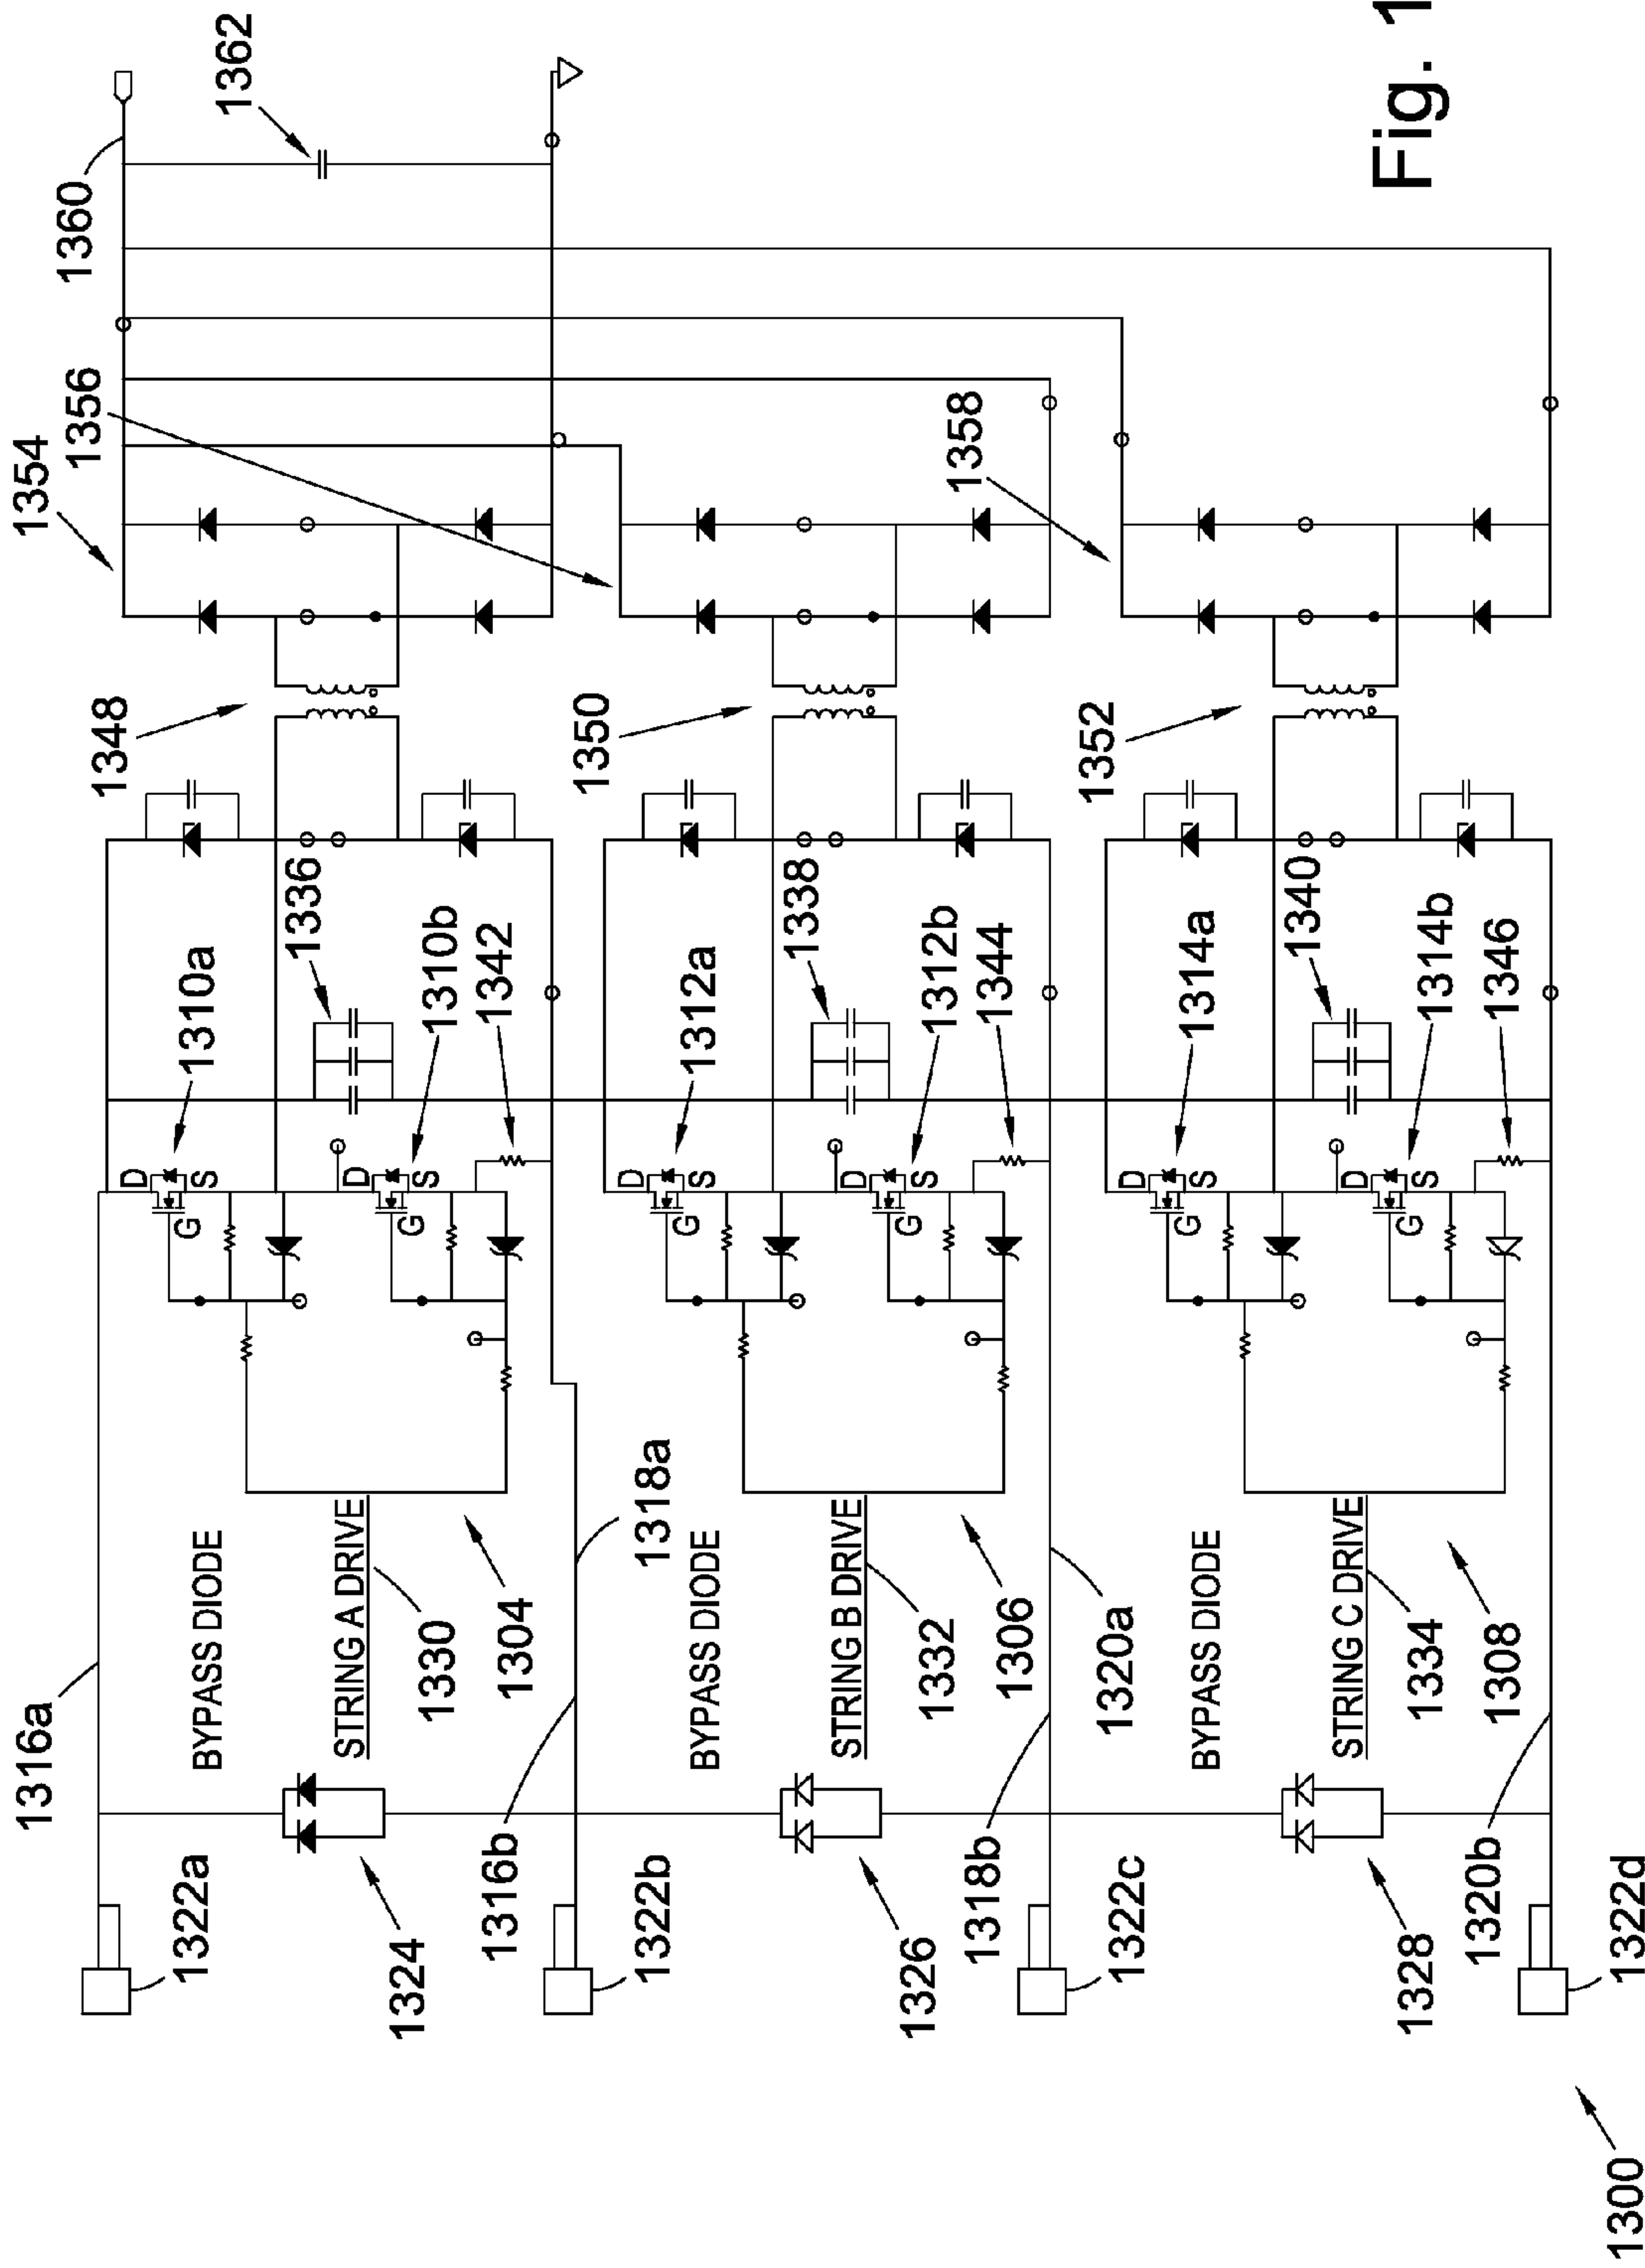 1354
1356
1360
1362
1348
1310a
1336
1310b
1342
D
S
G
D
S
G
1316a
BYPASS DIODE
STRING A DRIVE
1330
1304
1318a
1322a
1324
1316b
1322b
1350
1312a
1338
1312b
1344
D
S
G
D
S
G
BYPASS DIODE
STRING B DRIVE
1332
1306
1320a
1326
1318b
1322c
1358
1352
1314a
1340
1314b
1346
D
S
G
D
S
G
BYPASS DIODE
STRING C DRIVE
1334
1308
1328
1320b
1322d
1300
Fig. 1